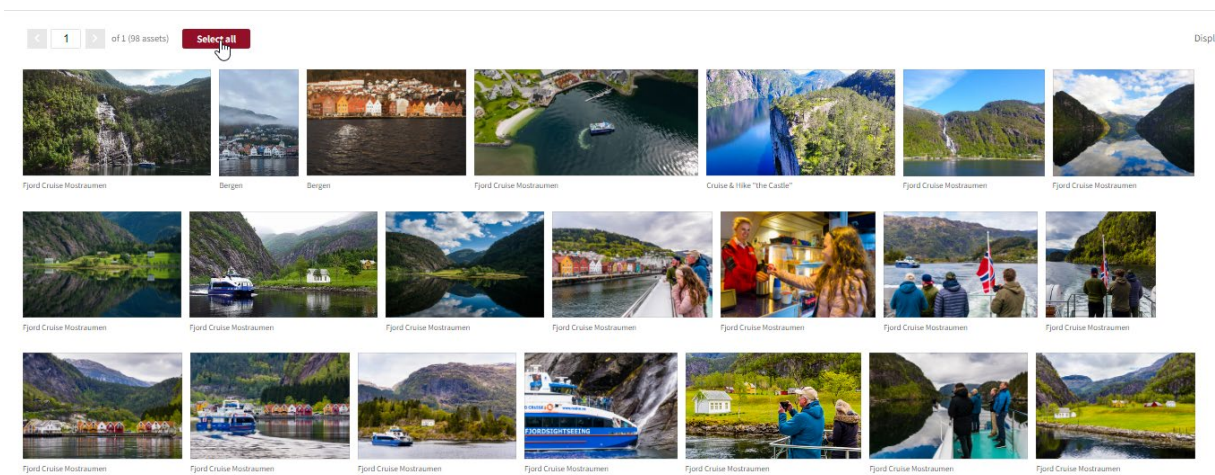 1 of 1 (98 assets) Select all Displ
Fjord Cruise Mostraumen Bergen Bergen Fjord Cruise Mostraumen Cruise & Hike "the Castle" Fjord Cruise Mostraumen Fjord Cruise Mostraumen
Fjord Cruise Mostraumen Fjord Cruise Mostraumen Fjord Cruise Mostraumen Fjord Cruise Mostraumen Fjord Cruise Mostraumen Fjord Cruise Mostraumen Fjord Cruise Mostraumen
FJORDSIGHTSEEING
Fjord Cruise Mostraumen Fjord Cruise Mostraumen Fjord Cruise Mostraumen Fjord Cruise Mostraumen Fjord Cruise Mostraumen Fjord Cruise Mostraumen Fjord Cruise Mostraumen